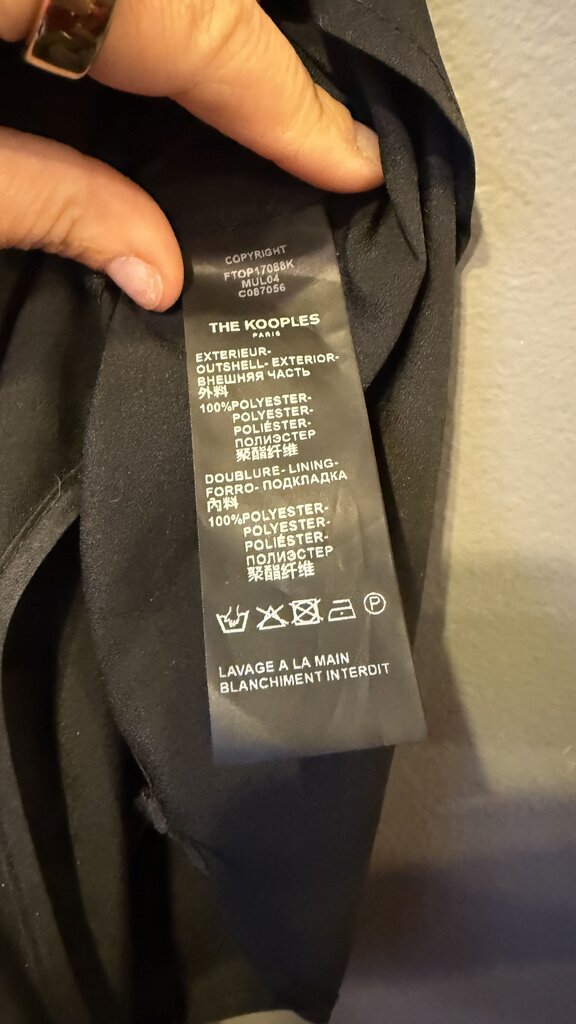 COPYRIGHT
FTOP17088K
MUL04
C087056
THE KOOPLES
PARIS
EXTERIEUR-
OUTSHELL- EXTERIOR-
ВНЕШНЯЯ ЧАСТЬ
外料
100%POLYESTER-
POLYESTER-
POLIÉSTER-
ПОЛИЭСТЕР
聚酯纤维
DOUBLURE- LINING-
FORRO- ПОДКЛАДКА
内料
100%POLYESTER-
POLYESTER-
POLIÉSTER-
ПОЛИЭСТЕР
聚酯纤维
P
LAVAGE A LA MAIN
BLANCHIMENT INTERDIT